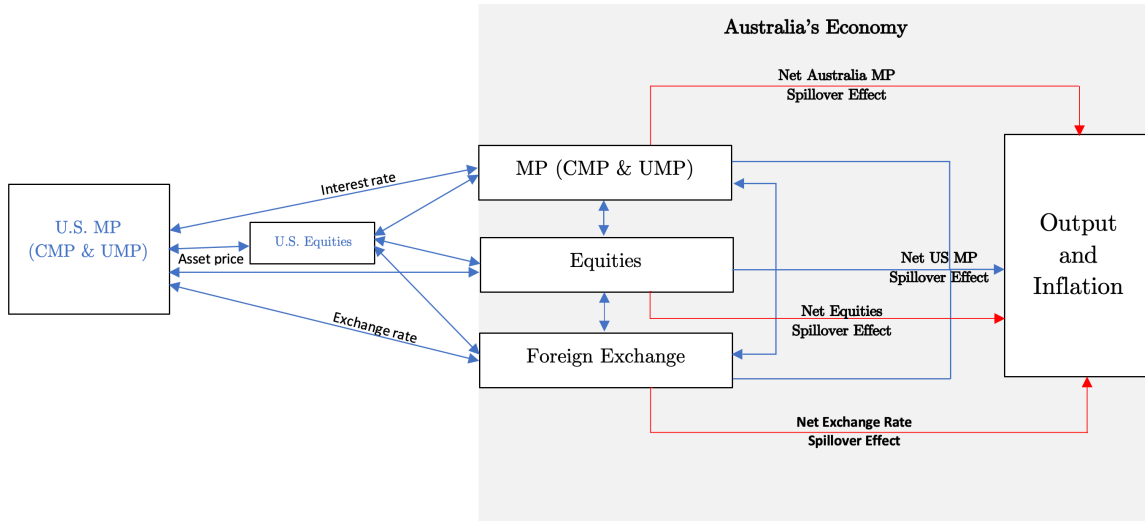 Australia's Economy
Net Australia MP
Spillover Effect
MP (CMP & UMP)
Interest rate
U.S. MP
(CMP & UMP)
U.S. Equities
Asset price
Equities
Net US MP
Spillover Effect
Output
and
Inflation
Net Equities
Spillover Effect
Exchange rate
Foreign Exchange
Net Exchange Rate
Spillover Effect